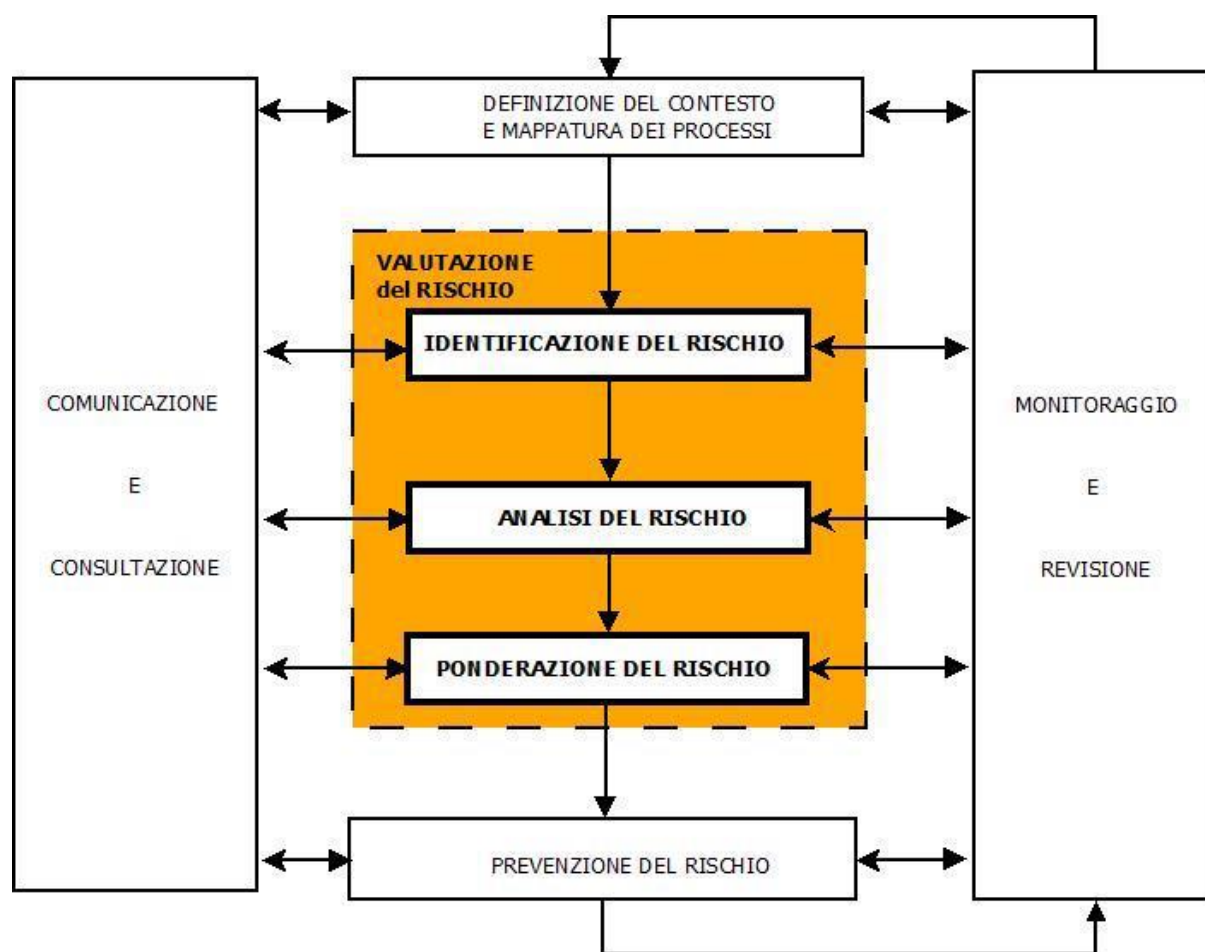 DEFINIZIONE DEL CONTESTO
E MAPPATURA DEI PROCESSI
VALUTAZIONE
del RISCHIO
IDENTIFICAZIONE DEL RISCHIO
COMUNICAZIONE
E
CONSULTAZIONE
MONITORAGGIO
E
REVISIONE
ANALISI DEL RISCHIO
PONDERAZIONE DEL RISCHIO
PREVENZIONE DEL RISCHIO